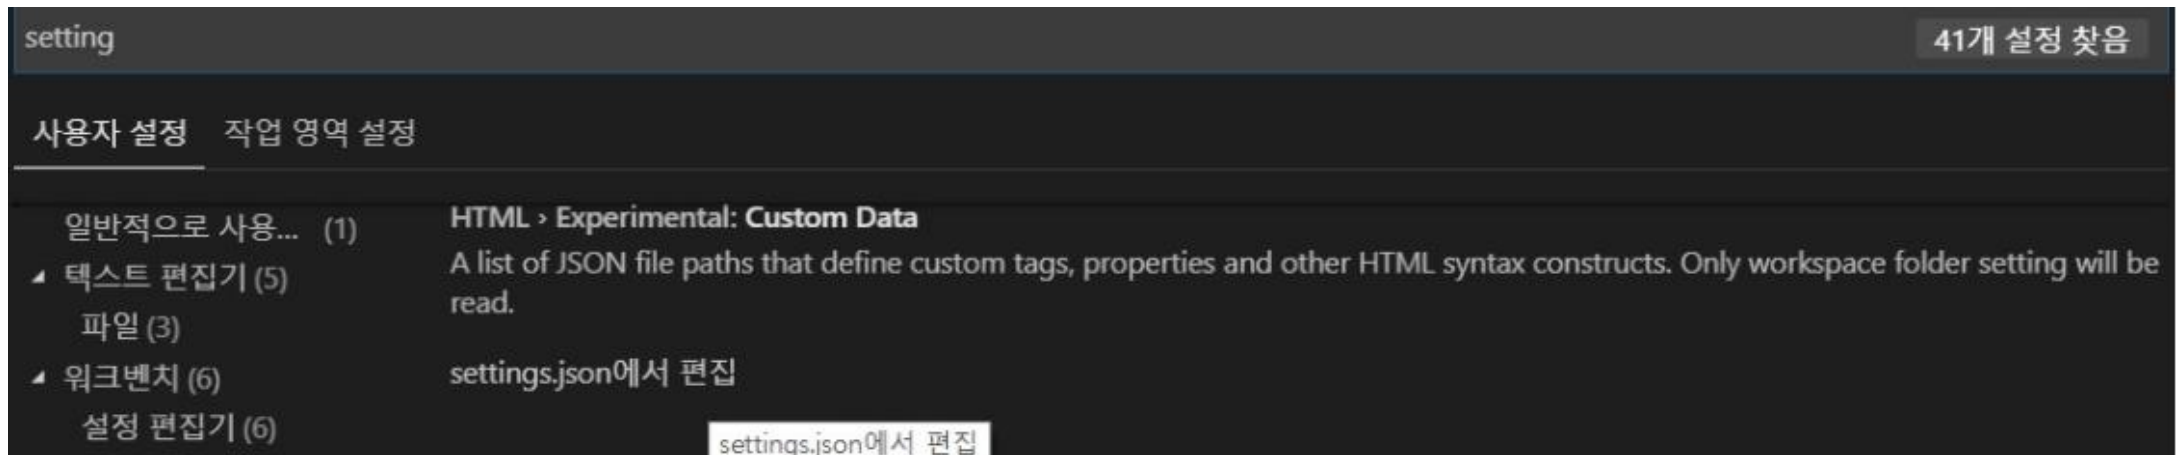 setting
41개 설정 찾음
사용자 설정 작업 영역 설정
일반적으로 사용... (1)
텍스트 편집기 (5)
파일 (3)
워크벤치 (6)
설정 편집기 (6)
HTML › Experimental: Custom Data
A list of JSON file paths that define custom tags, properties and other HTML syntax constructs. Only workspace folder setting will be
read.
settings.json에서 편집
settings.json에서 편집